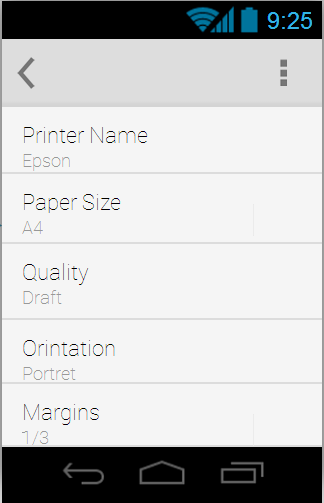 9:25
Printer Name
Epson
Paper Size
A4
Quality
Draft
Orintation
Portret
Margins
1/3